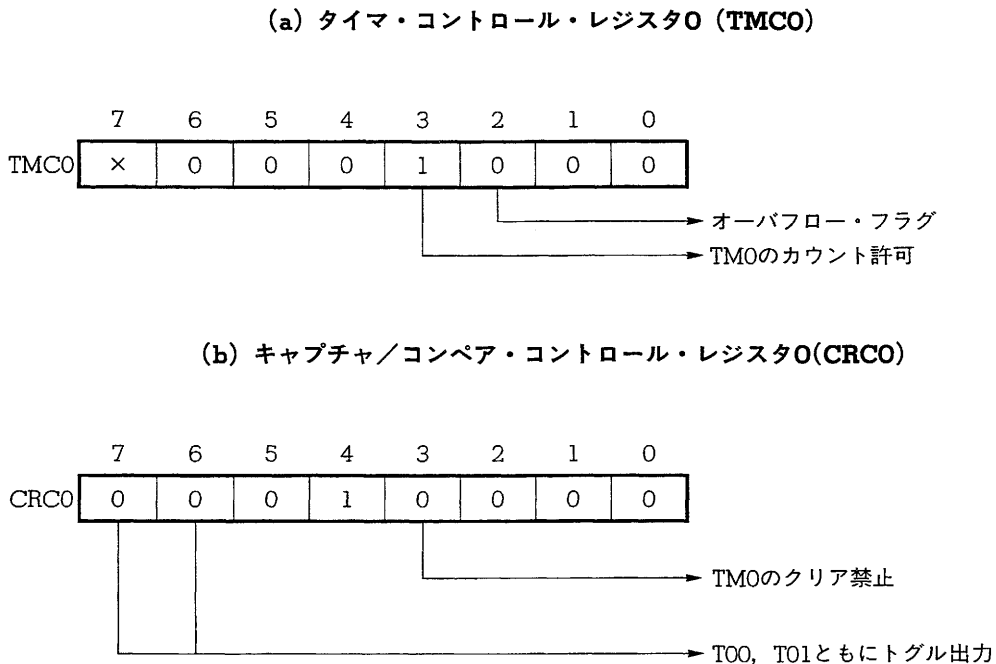 (a) タイマ・コントロール・レジスタ0 (TMC0)
7 6 5 4 3 2 1 0
TMC0 × 0 0 0 1 0 0 0
オーバフロー・フラグ
TM0のカウント許可
(b) キャプチャ/コンペア・コントロール・レジスタ0(CRC0)
7 6 5 4 3 2 1 0
CRC0 0 0 0 1 0 0 0 0
TM0のクリア禁止
TO0, TO1ともにトグル出力